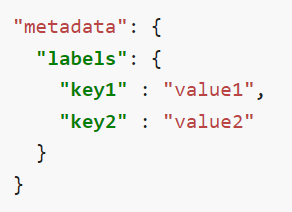 "metadata": {
  "labels": {
    "key1" : "value1",
    "key2" : "value2"
  }
}